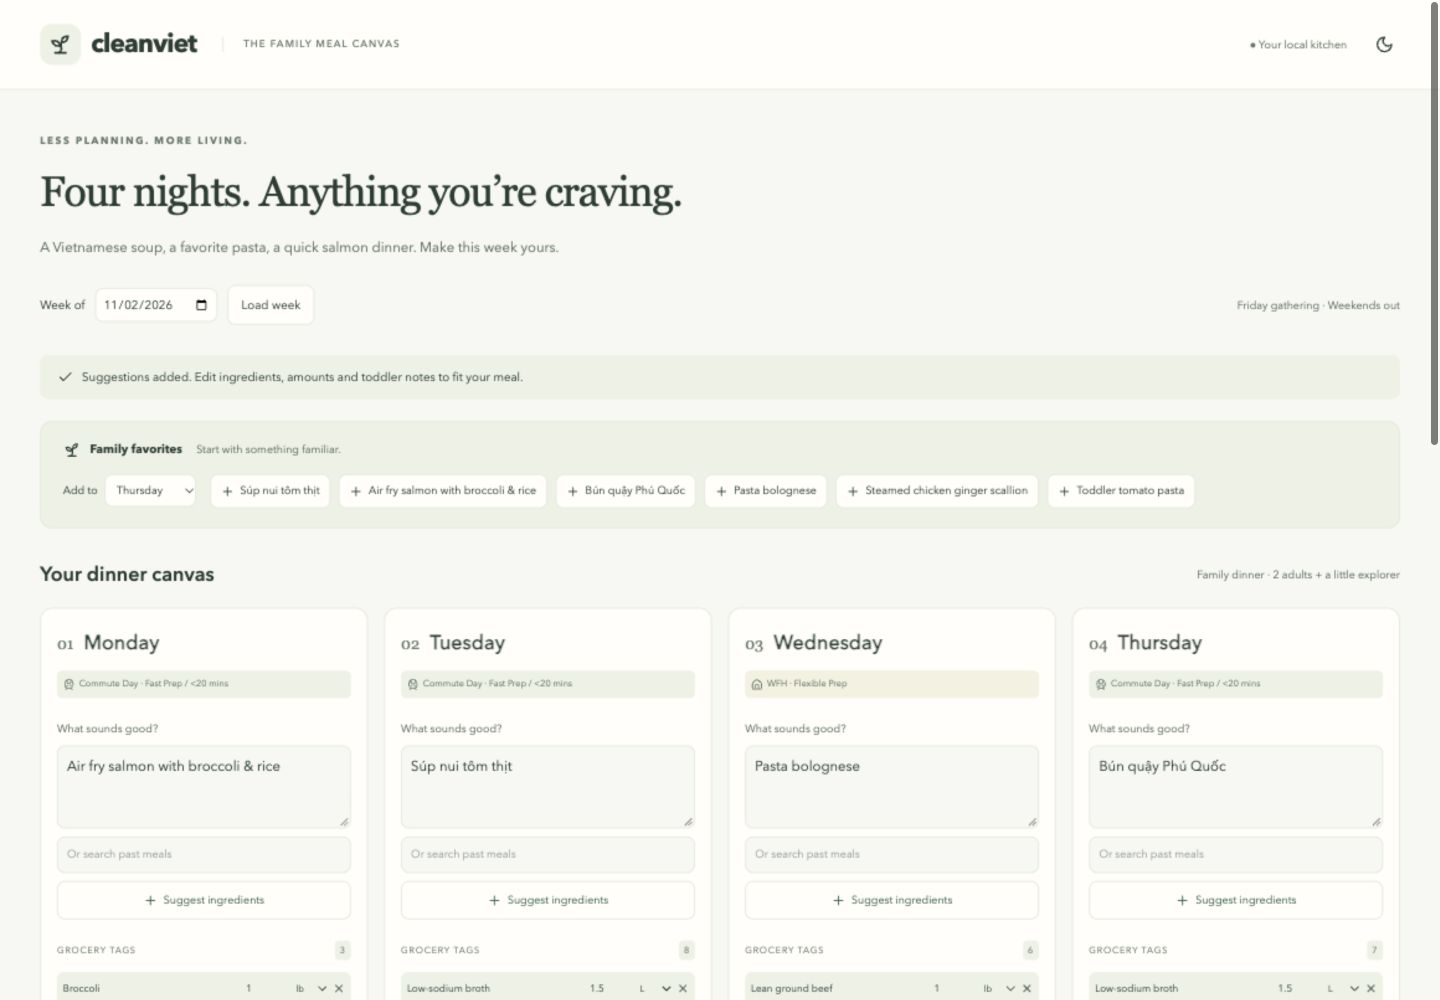 cleanviet
THE FAMILY MEAL CANVAS
Your local kitchen
LESS PLANNING. MORE LIVING.
Four nights. Anything you’re craving.
A Vietnamese soup, a favorite pasta, a quick salmon dinner. Make this week yours.
Week of 11/02/2026 Load week
Friday gathering · Weekends out
Suggestions added. Edit ingredients, amounts and toddler notes to fit your meal.
Family favorites Start with something familiar.
Add to Thursday + Súp nui tôm thịt + Air fry salmon with broccoli & rice + Bún quậy Phú Quốc + Pasta bolognese + Steamed chicken ginger scallion + Toddler tomato pasta
Your dinner canvas
Family dinner · 2 adults + a little explorer
01 Monday
Commute Day · Fast Prep / <20 mins
What sounds good?
Air fry salmon with broccoli & rice
Or search past meals
+ Suggest ingredients
GROCERY TAGS 3
Broccoli 1 lb
02 Tuesday
Commute Day · Fast Prep / <20 mins
What sounds good?
Súp nui tôm thịt
Or search past meals
+ Suggest ingredients
GROCERY TAGS 8
Low-sodium broth 1.5 L
03 Wednesday
WFH · Flexible Prep
What sounds good?
Pasta bolognese
Or search past meals
+ Suggest ingredients
GROCERY TAGS 6
Lean ground beef 1 lb
04 Thursday
Commute Day · Fast Prep / <20 mins
What sounds good?
Bún quậy Phú Quốc
Or search past meals
+ Suggest ingredients
GROCERY TAGS 7
Low-sodium broth 1.5 L